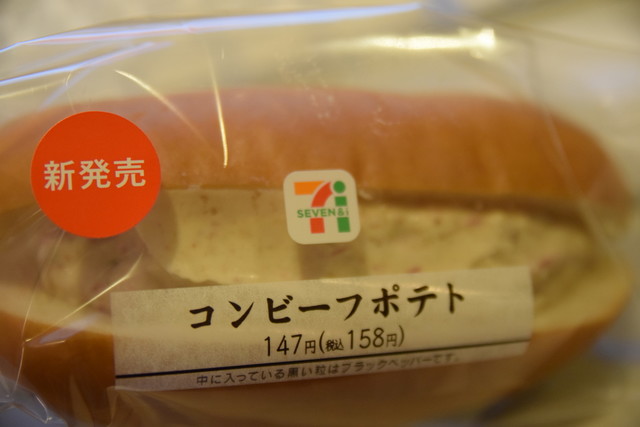 新発売
SEVEN & i
コンビーフポテト
147円(税込158円)
中に入っている黒い粒はブラックペッパーです。